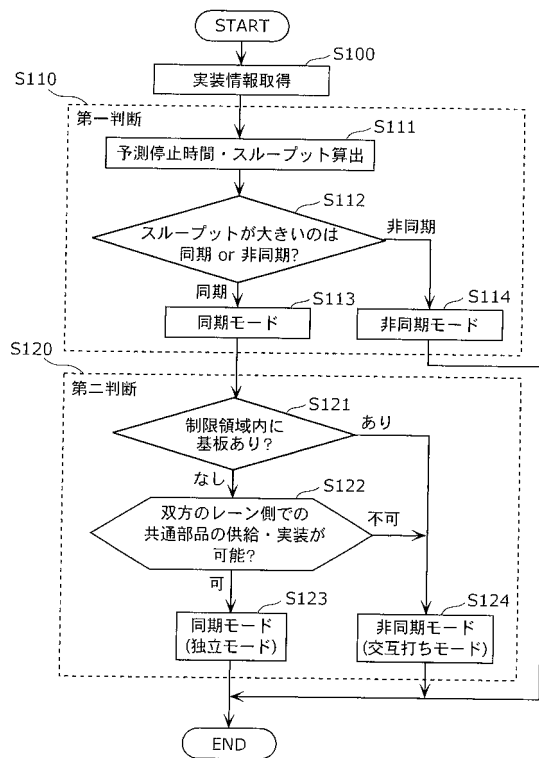 START
S100
実装情報取得
S110
第一判断
S111
予測停止時間・スループット算出
S112
スループットが大きいのは
同期 or 非同期?
非同期
同期
S113
同期モード
S114
非同期モード
S120
第二判断
S121
制限領域内に
基板あり?
あり
なし
S122
双方のレーン側での
共通部品の供給・実装が
可能?
不可
可
S123
同期モード
(独立モード)
S124
非同期モード
(交互打ちモード)
END